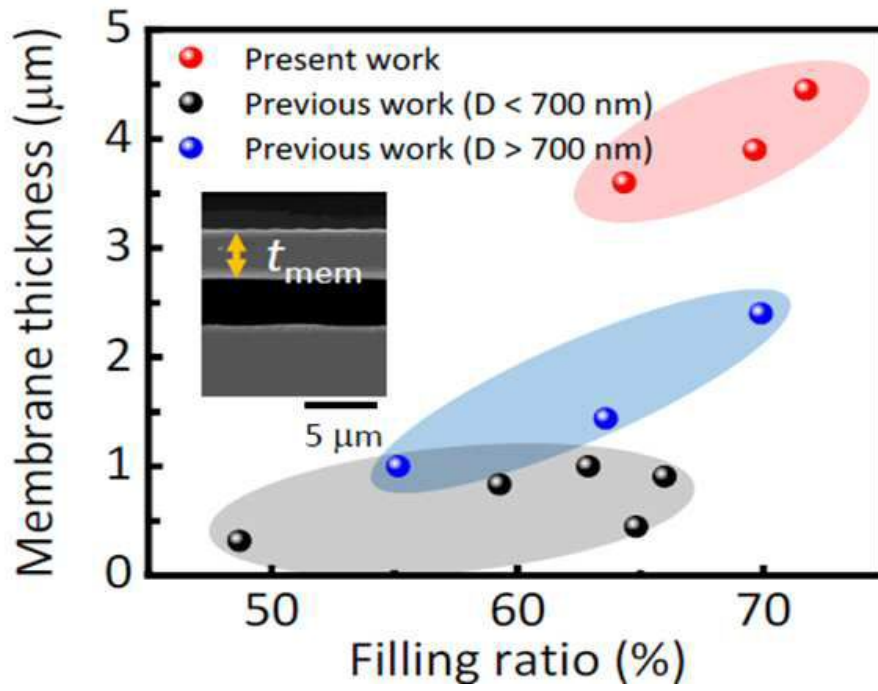 5
4
3
2
1
0
Membrane thickness (μm)
Present work
Previous work (D < 700 nm)
Previous work (D > 700 nm)
tmem
5 μm
50 60 70
Filling ratio (%)